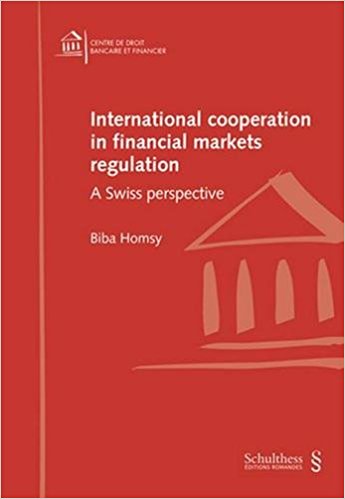 CENTRE DE DROIT
BANCAIRE ET FINANCIER
International cooperation
in financial markets
regulation
A Swiss perspective
Biba Homsy
Schulthess §
ÉDITIONS ROMANDES